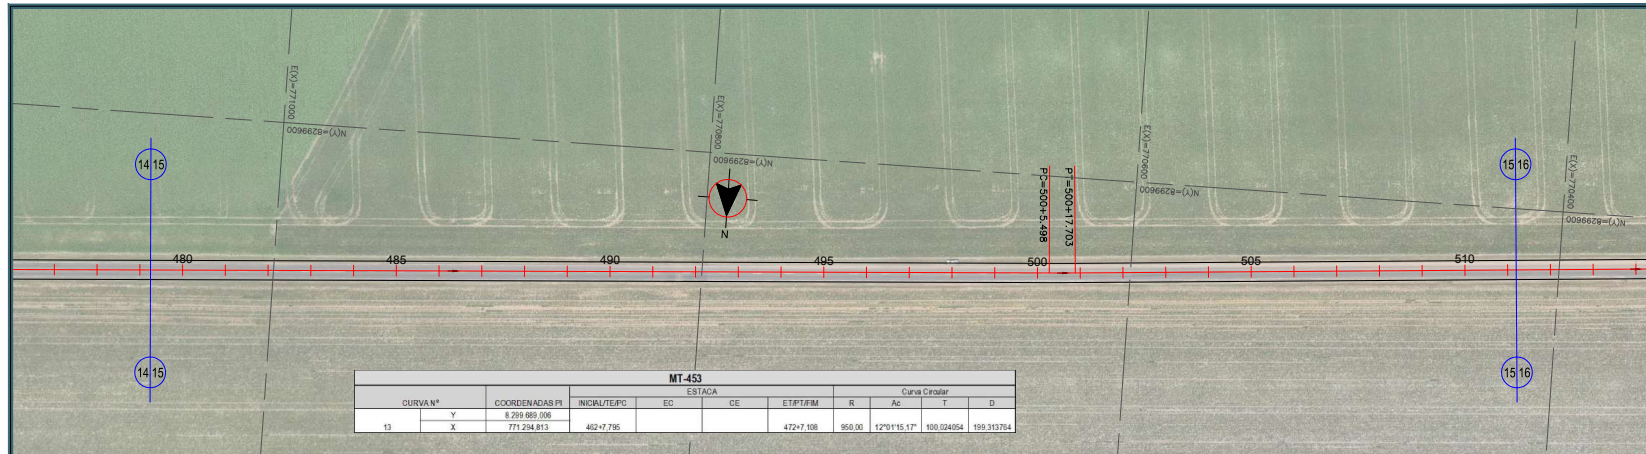 E(X)=771000
N(Y)=8299600
E(X)=770800
N(Y)=8299600
E(X)=770600
N(Y)=8299600
E(X)=770400
N(Y)=8299600
14 15
15 16
N
PC=500+5.498
PT=500+17.703
480 485 490 495 500 505 510
14 15
15 16
MT-453
CURVA Nº COORDENADAS PI ESTACA Curva Circular
INICIAL/TE/PC EC CE ET/PT/FIM R Ac T D
13 Y 8.299.689,006
X 771.294,813 462+7,795 472+7,108 950,00 12°01'15,17" 100,024054 199,313764